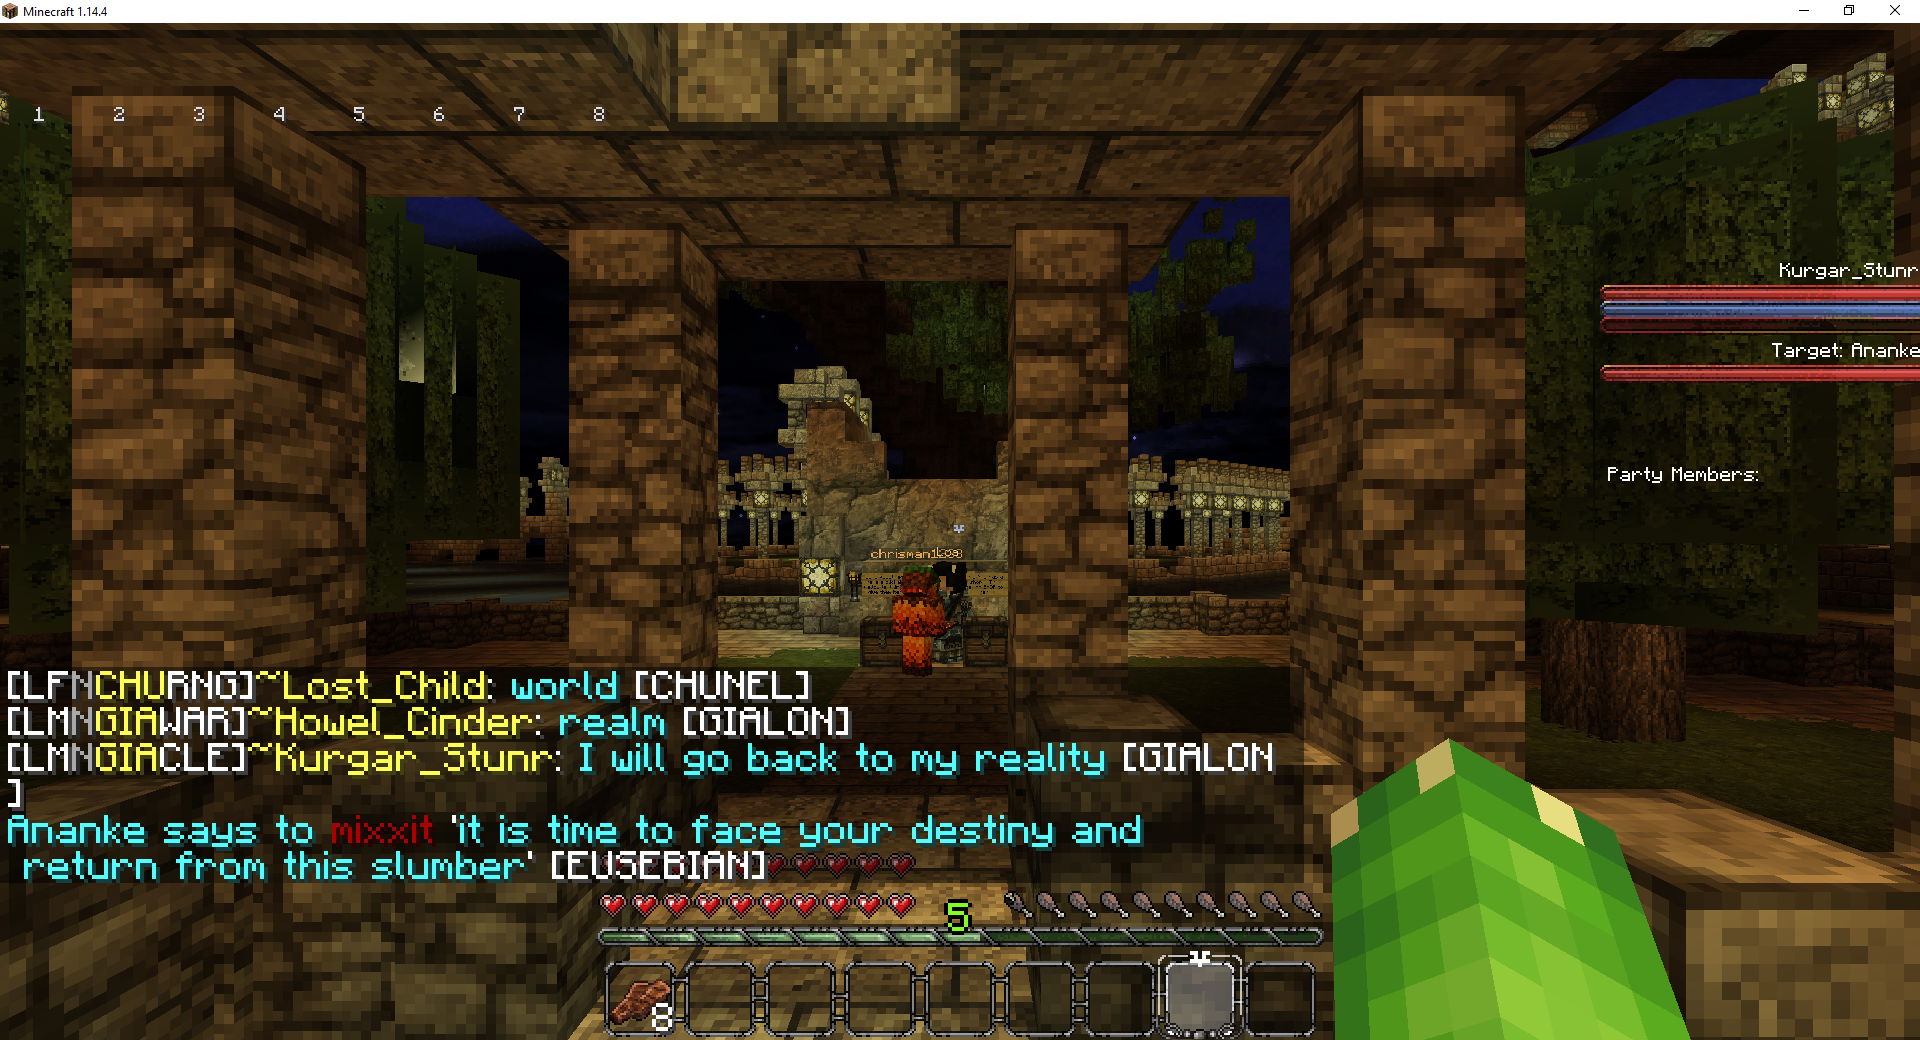 Minecraft 1.14.4
1 2 3 4 5 6 7 8
Kurgar_Stunr
Target: Ananke
Party Members:
[LFNCHURNG]~Lost_Child: world [CHUNEL]
[LMNGIAWAR]~Howel_Cinder: realm [GIALON]
[LMNGIACLE]~Kurgar_Stunr: I will go back to my reality [GIALON
]
Ananke says to mixxit 'it is time to face your destiny and
return from this slumber' [EUSEBIAN]
5
8